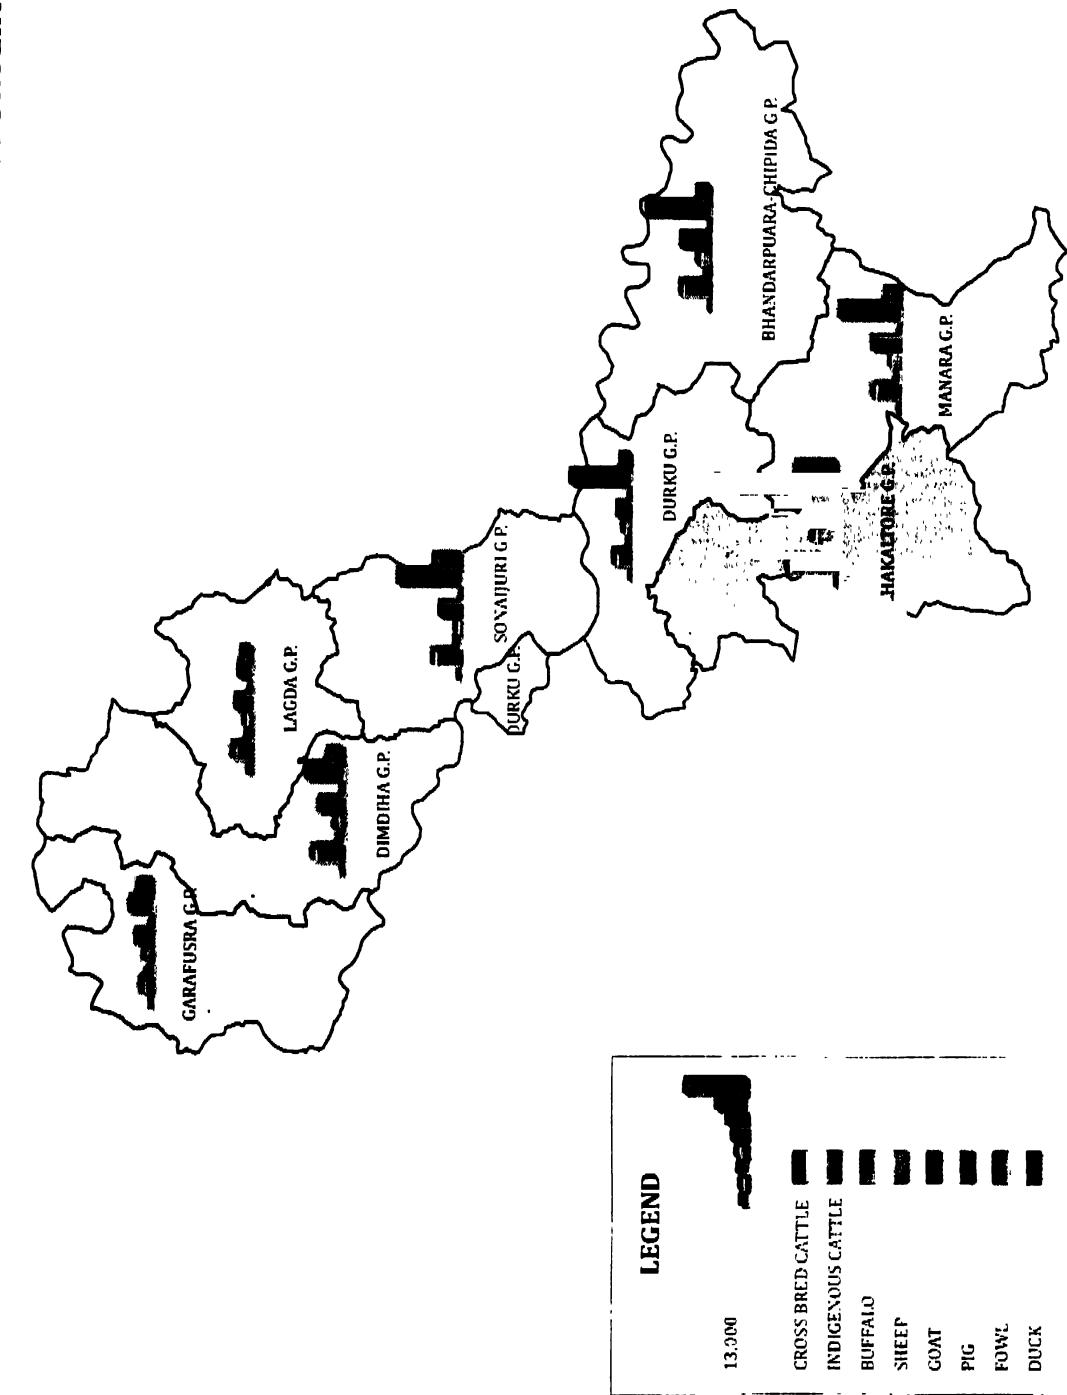 GARAFUSRA G.P.
DIMDIHA G.P.
LAGDA G.P.
SONAIJURI G.P.
DURKU G.P.
DURKU G.P.
BHANDARPUARA-CHIPIDA G.P.
MANARA G.P.
HAKALTORE G.P.
LEGEND
13.000
CROSS BRED CATTLE
INDIGENOUS CATTLE
BUFFALO
SHEEP
GOAT
PIG
FOWL
DUCK